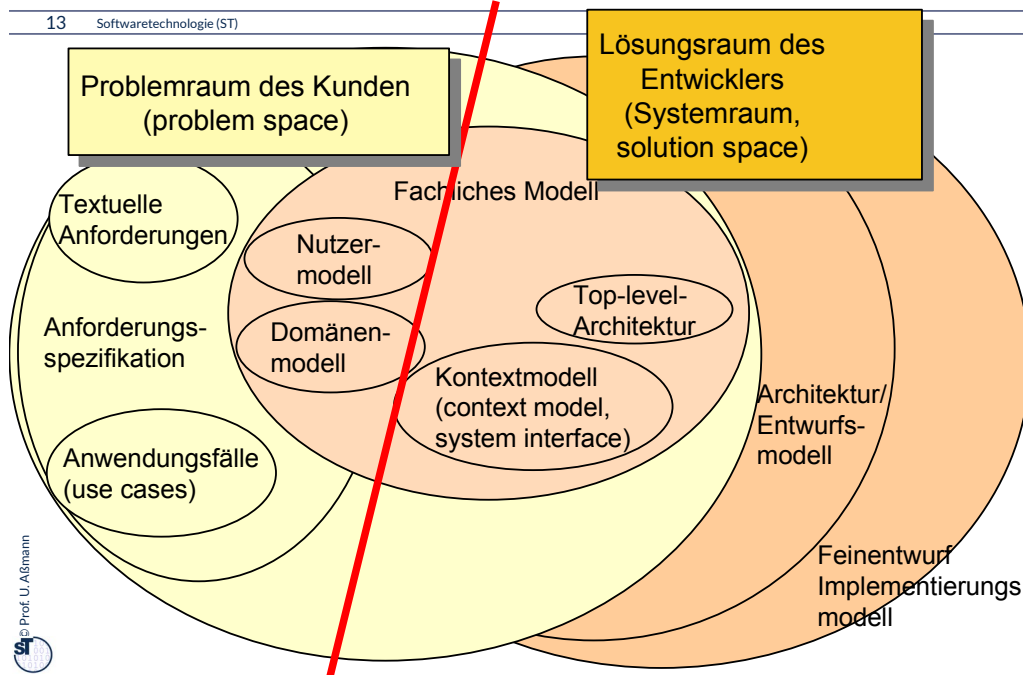 13 Softwaretechnologie (ST)
Problemraum des Kunden
(problem space)
Lösungsraum des
Entwicklers
(Systemraum,
solution space)
Fachliches Modell
Textuelle
Anforderungen
Nutzer-
modell
Top-level-
Architektur
Anforderungs-
spezifikation
Domänen-
modell
Kontextmodell
(context model,
system interface)
Architektur/
Entwurfs-
modell
Anwendungsfälle
(use cases)
Feinentwurf
Implementierungs
modell
© Prof. U. Aßmann
ST